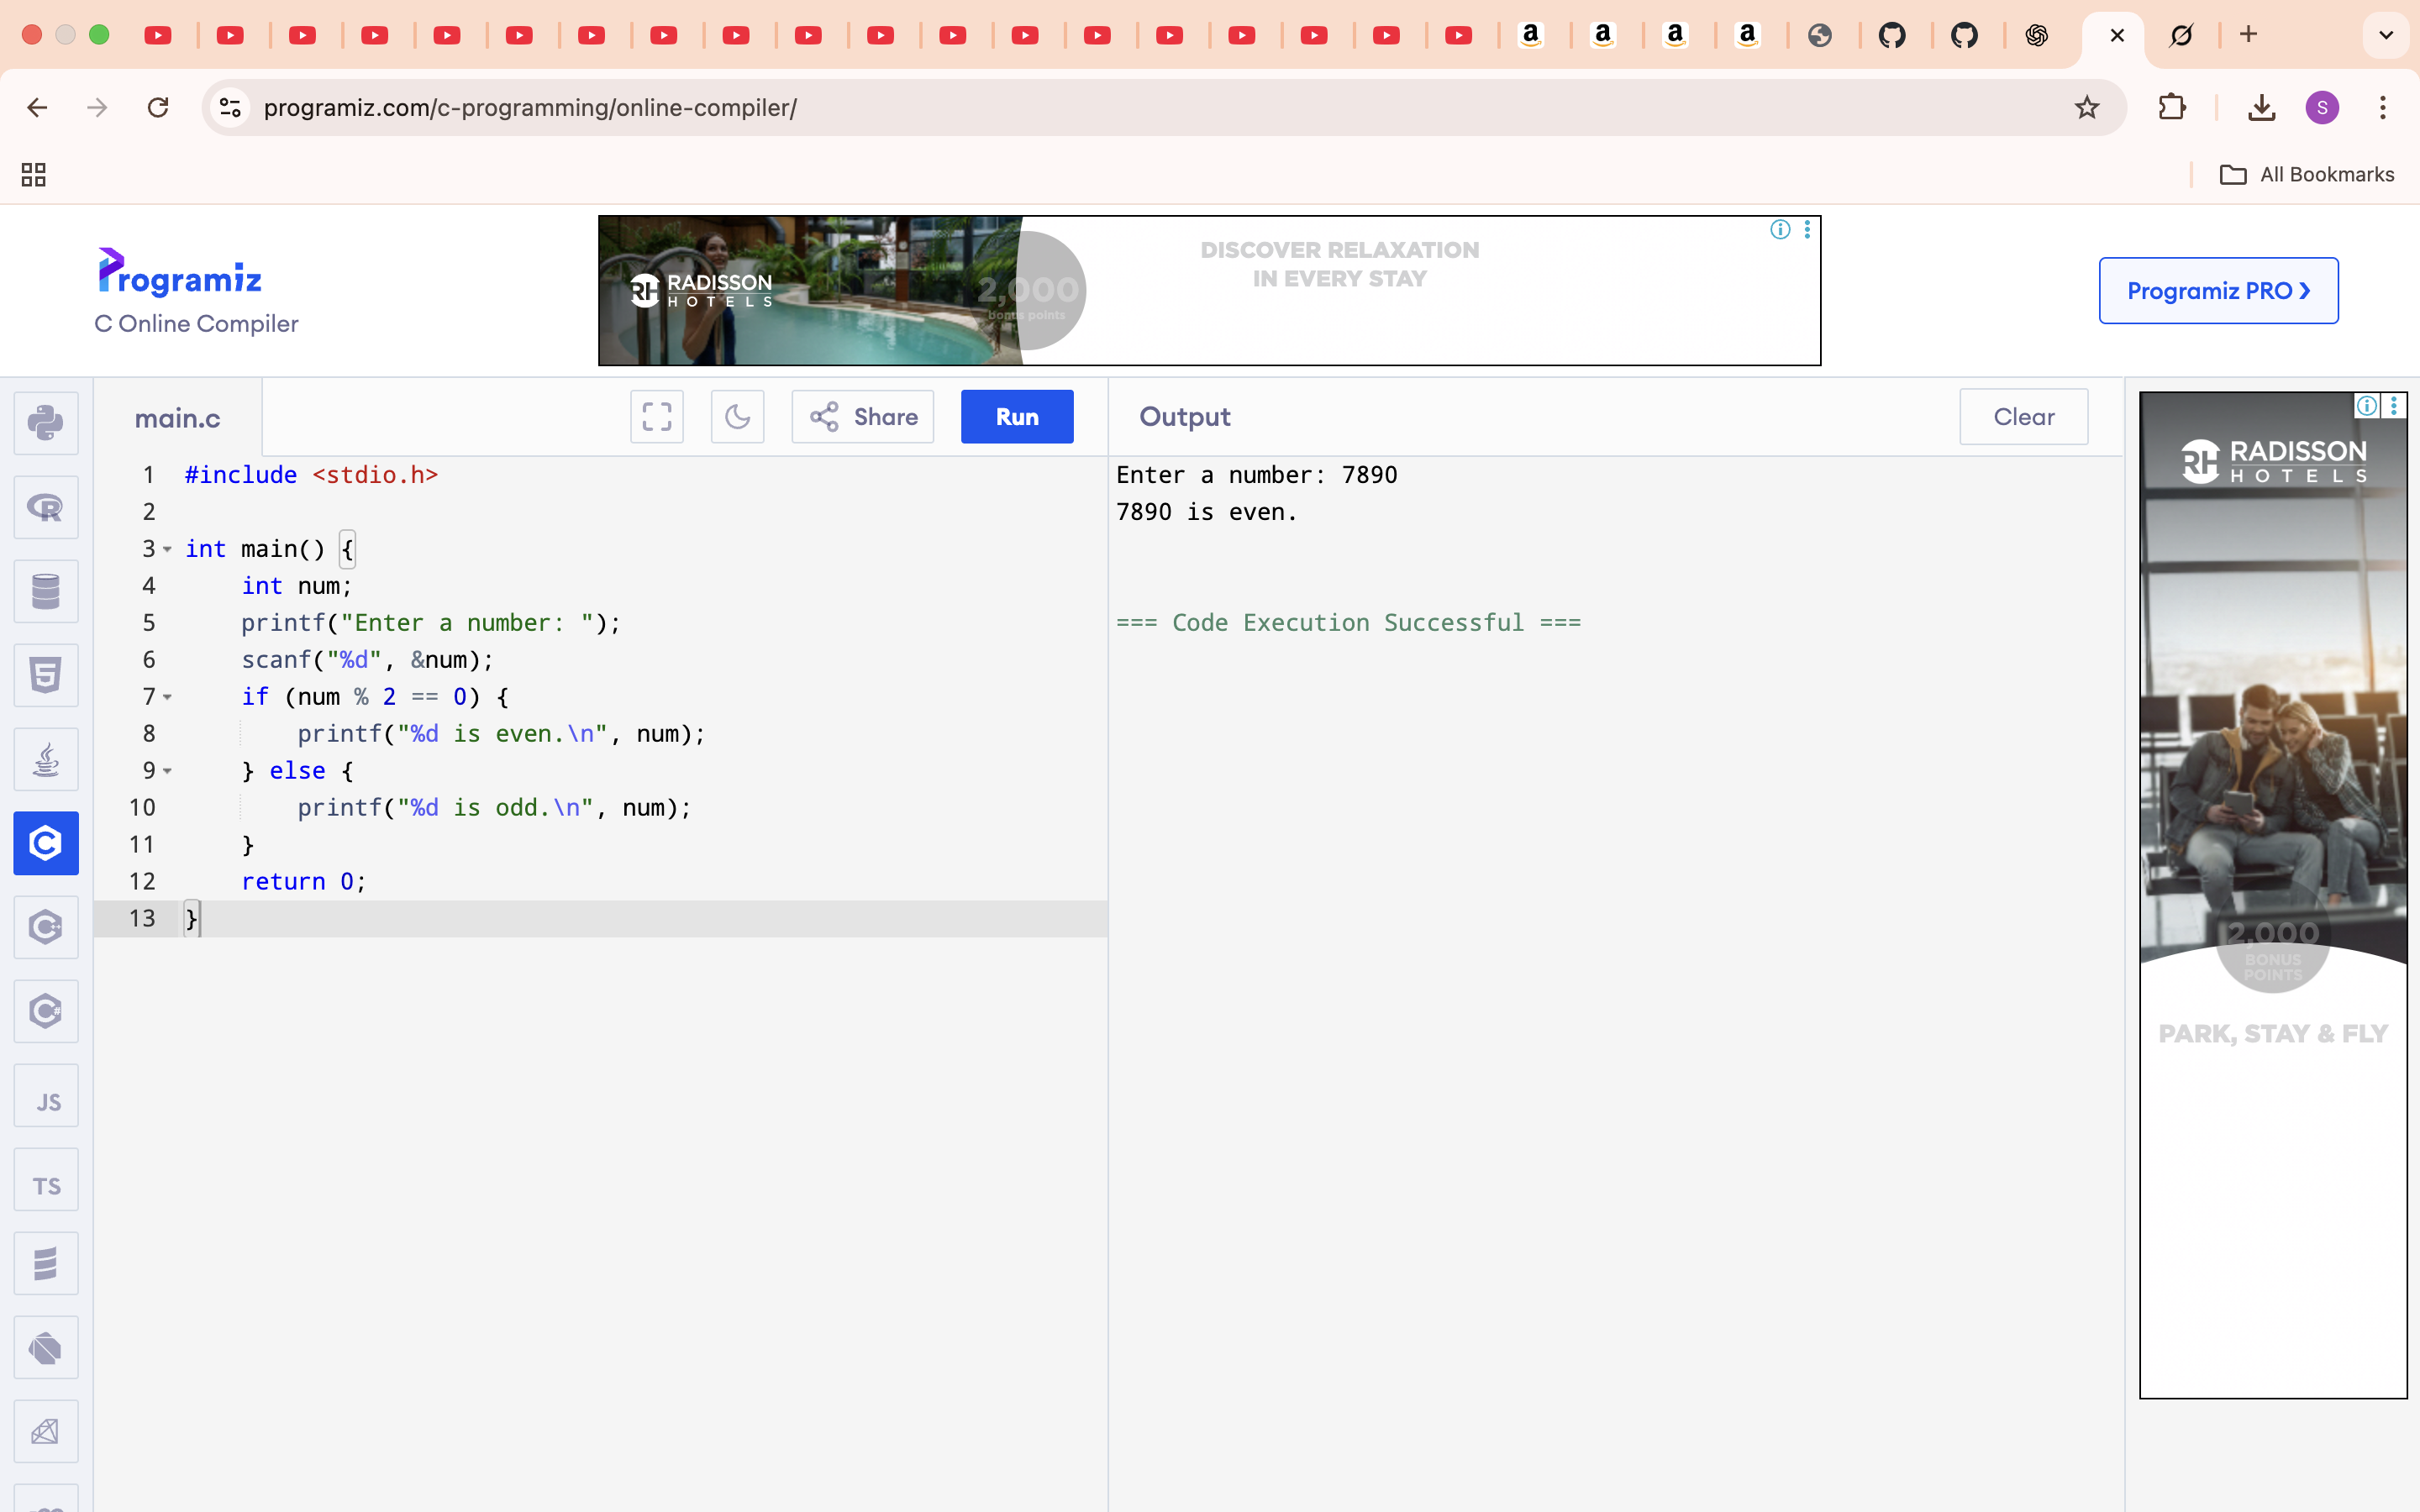 programiz.com/c-programming/online-compiler/
S
All Bookmarks
Programiz
C Online Compiler
RH RADISSON
HOTELS
2,000
bonus points
DISCOVER RELAXATION
IN EVERY STAY
Programiz PRO ❯
main.c
Share
Run
Output
Clear
1 #include <stdio.h>
2
3 int main() {
4     int num;
5     printf("Enter a number: ");
6     scanf("%d", &num);
7     if (num % 2 == 0) {
8         printf("%d is even.\n", num);
9     } else {
10         printf("%d is odd.\n", num);
11     }
12     return 0;
13 }
Enter a number: 7890
7890 is even.
=== Code Execution Successful ===
JS
TS
RH RADISSON
HOTELS
2,000
BONUS
POINTS
PARK, STAY & FLY